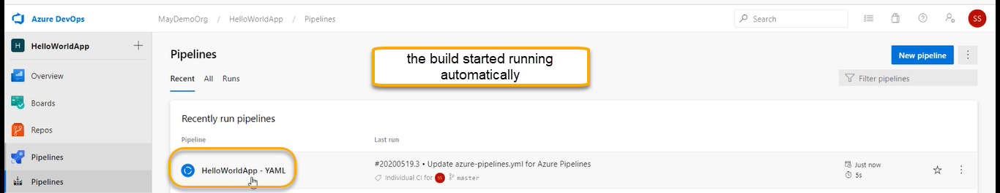 Azure DevOps
MayDemoOrg / HelloWorldApp / Pipelines
Search
SS
H HelloWorldApp
Overview
Boards
Repos
Pipelines
Pipelines
Pipelines
the build started running
automatically
New pipeline
Recent All Runs
Filter pipelines
Recently run pipelines
Pipeline Last run
HelloWorldApp - YAML
#20200519.3 • Update azure-pipelines.yml for Azure Pipelines
Individual CI for SS master
Just now
5s